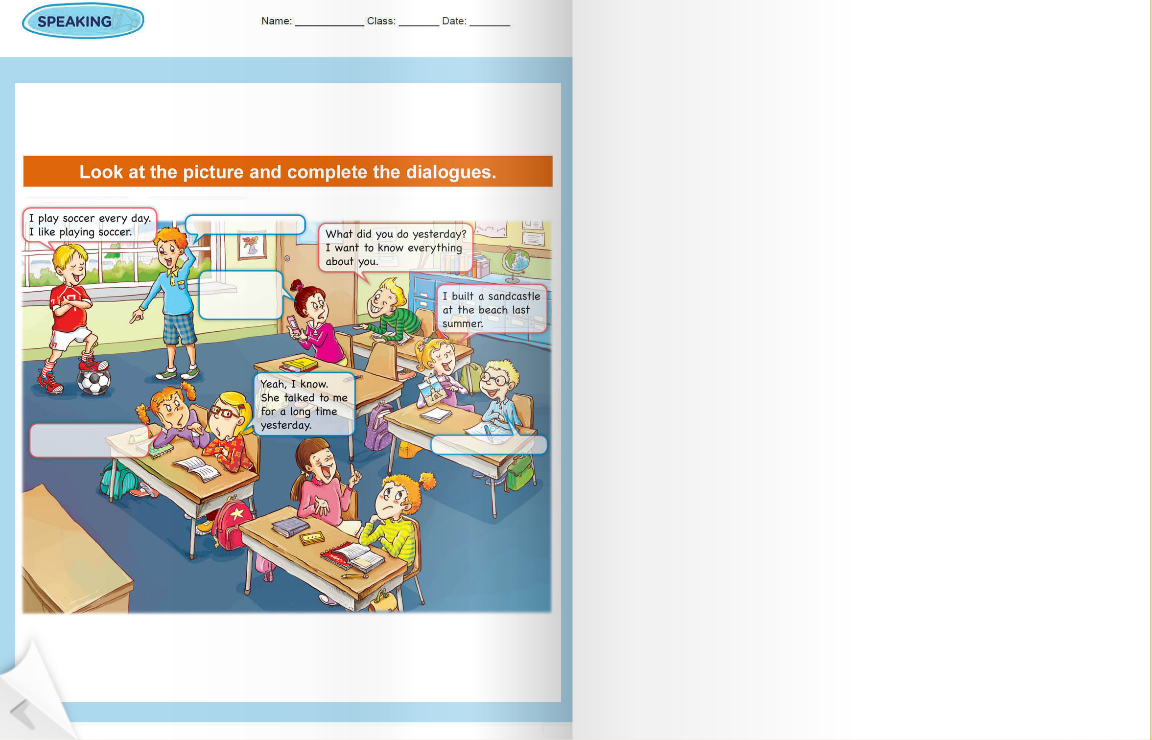 SPEAKING
Name: ____________ Class: _______ Date: _______
Look at the picture and complete the dialogues.
I play soccer every day.
I like playing soccer.
What did you do yesterday?
I want to know everything
about you.
I built a sandcastle
at the beach last
summer.
Yeah, I know.
She talked to me
for a long time
yesterday.